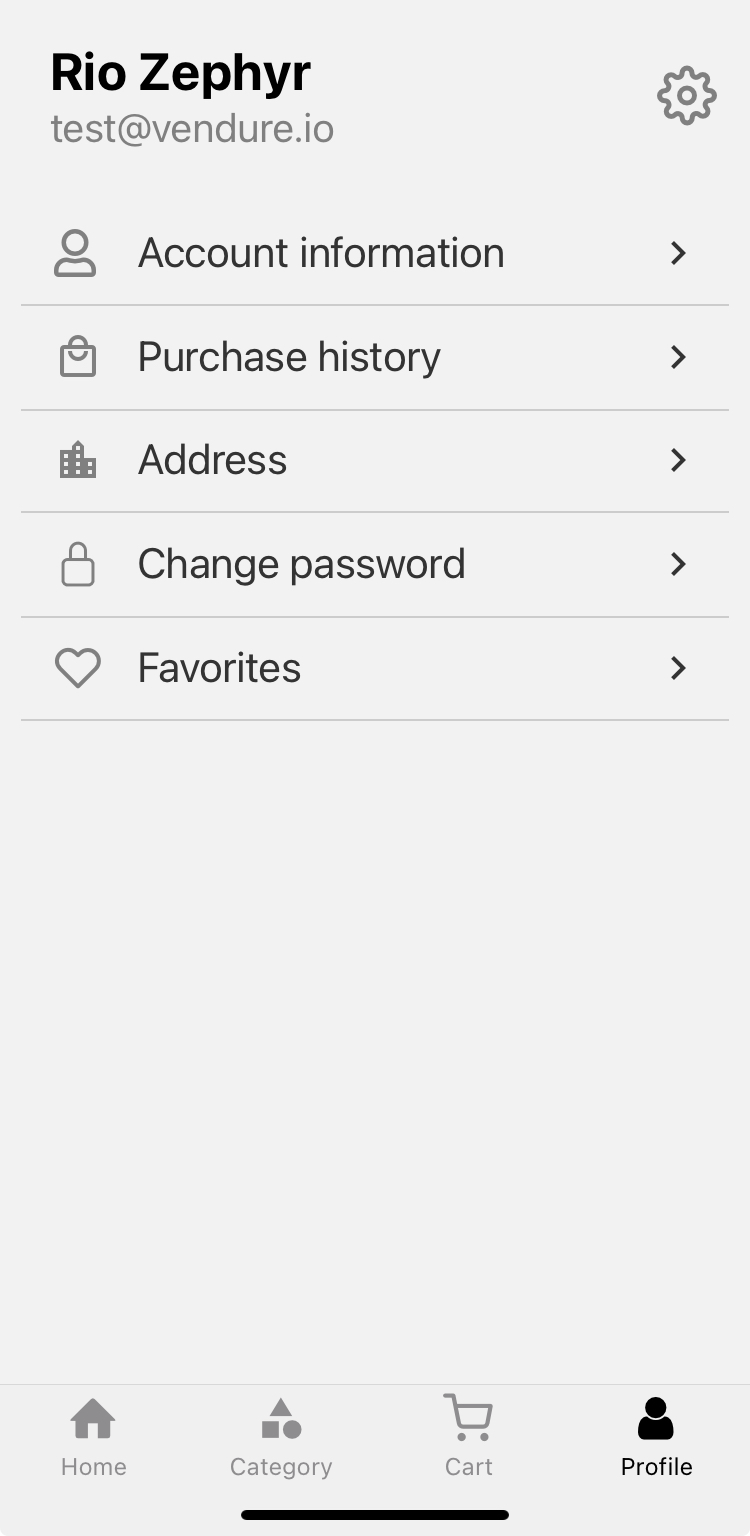 Rio Zephyr
test@vendure.io
Account information
Purchase history
Address
Change password
Favorites
Home
Category
Cart
Profile